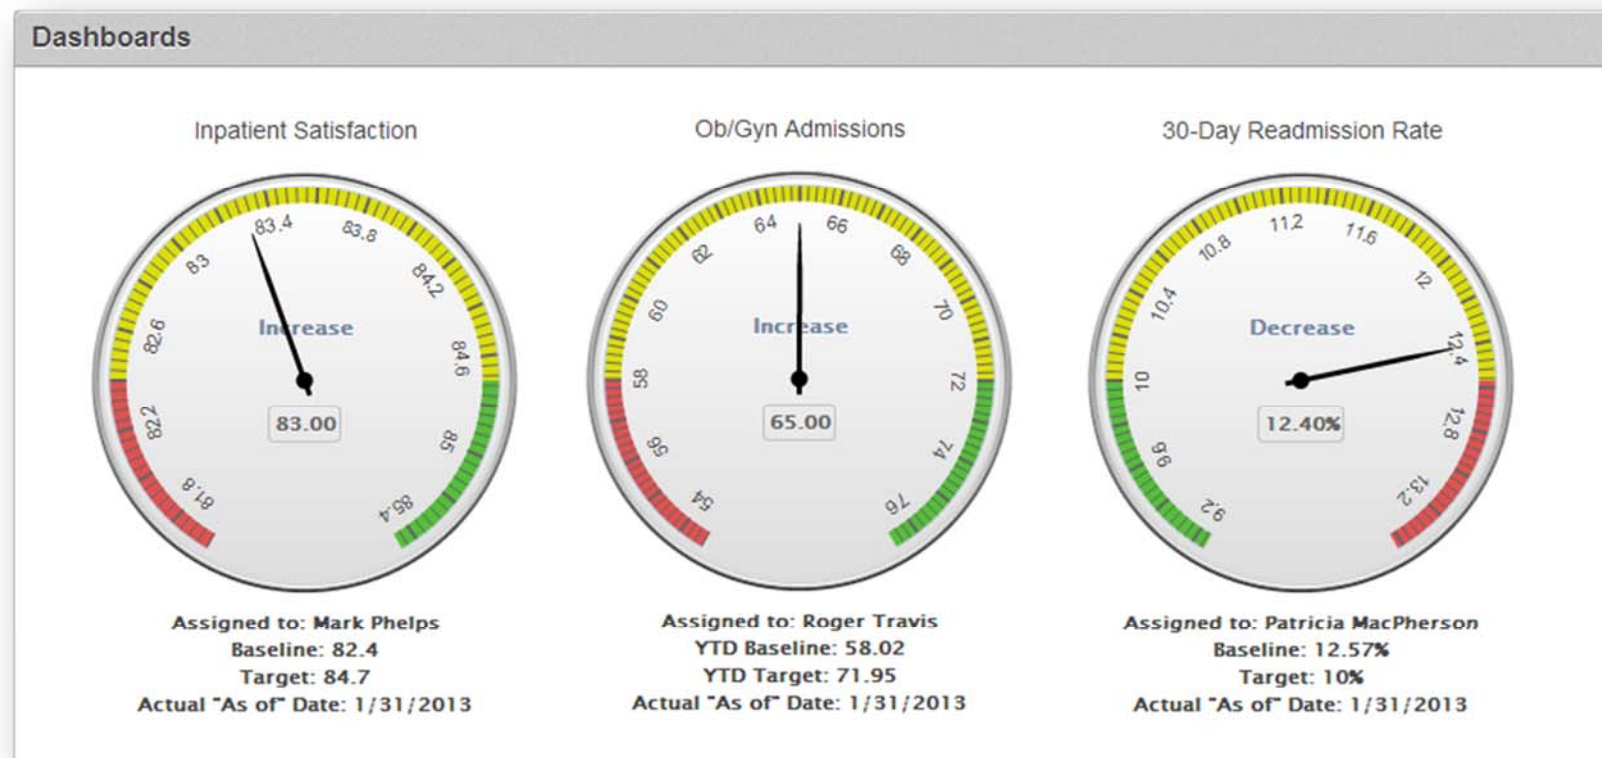 Dashboards
Inpatient Satisfaction
81.8
82.2
82.6
83
83.4
83.8
84.2
84.6
85
85.4
Increase
83.00
Assigned to: Mark Phelps
Baseline: 82.4
Target: 84.7
Actual "As of" Date: 1/31/2013
Ob/Gyn Admissions
54
56
58
60
62
64
66
68
70
72
74
76
Increase
65.00
Assigned to: Roger Travis
YTD Baseline: 58.02
YTD Target: 71.95
Actual "As of" Date: 1/31/2013
30-Day Readmission Rate
9.2
9.6
10
10.4
10.8
11.2
11.6
12
12.4
12.8
13.2
Decrease
12.40%
Assigned to: Patricia MacPherson
Baseline: 12.57%
Target: 10%
Actual "As of" Date: 1/31/2013